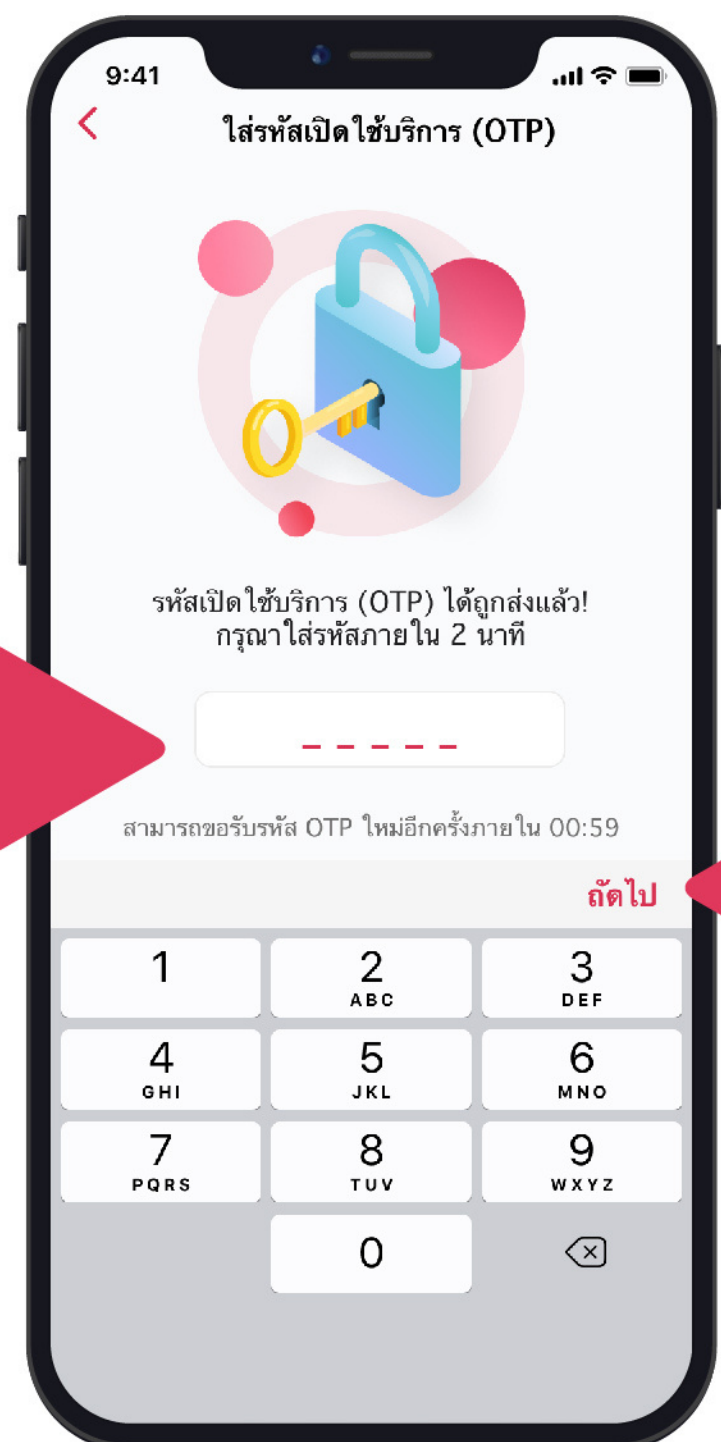 9:41
ใส่รหัสเปิดใช้บริการ (OTP)
รหัสเปิดใช้บริการ (OTP) ได้ถูกส่งแล้ว!
กรุณาใส่รหัสภายใน 2 นาที
_ _ _ _ _
สามารถขอรับรหัส OTP ใหม่อีกครั้งภายใน 00:59
ถัดไป
1 2 3
ABC DEF
4 5 6
GHI JKL MNO
7 8 9
PQRS TUV WXYZ
0